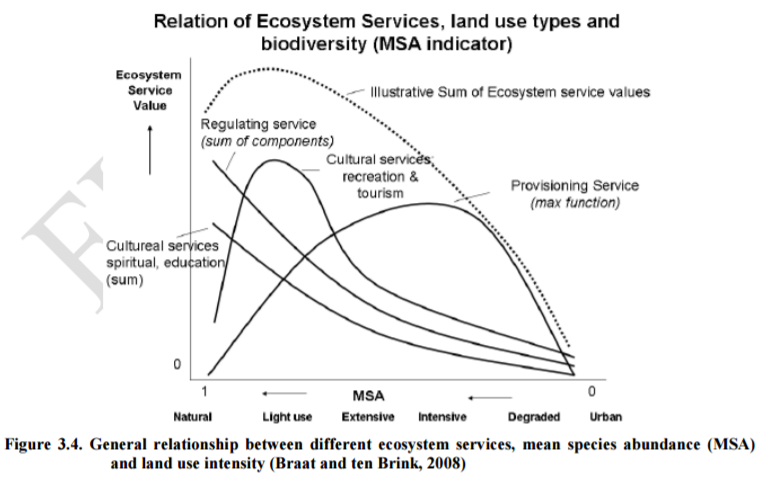 Relation of Ecosystem Services, land use types and
biodiversity (MSA indicator)
Ecosystem
Service
Value
Illustrative Sum of Ecosystem service values
Regulating service
(sum of components)
Cultural services;
recreation &
tourism
Provisioning Service
(max function)
Cultureal services
spiritual, education
(sum)
0
1
MSA
0
Natural Light use Extensive Intensive Degraded Urban
Figure 3.4. General relationship between different ecosystem services, mean species abundance (MSA)
and land use intensity (Braat and ten Brink, 2008)